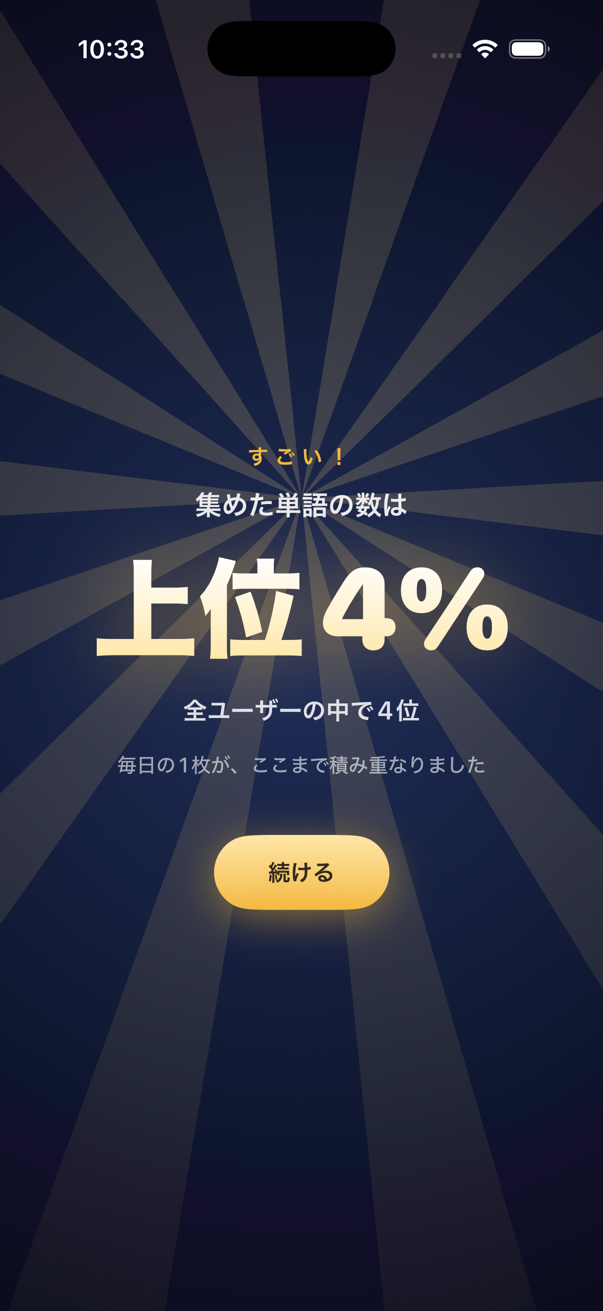 10:33
すごい！
集めた単語の数は
上位 4%
全ユーザーの中で4位
毎日の1枚が、ここまで積み重なりました
続ける